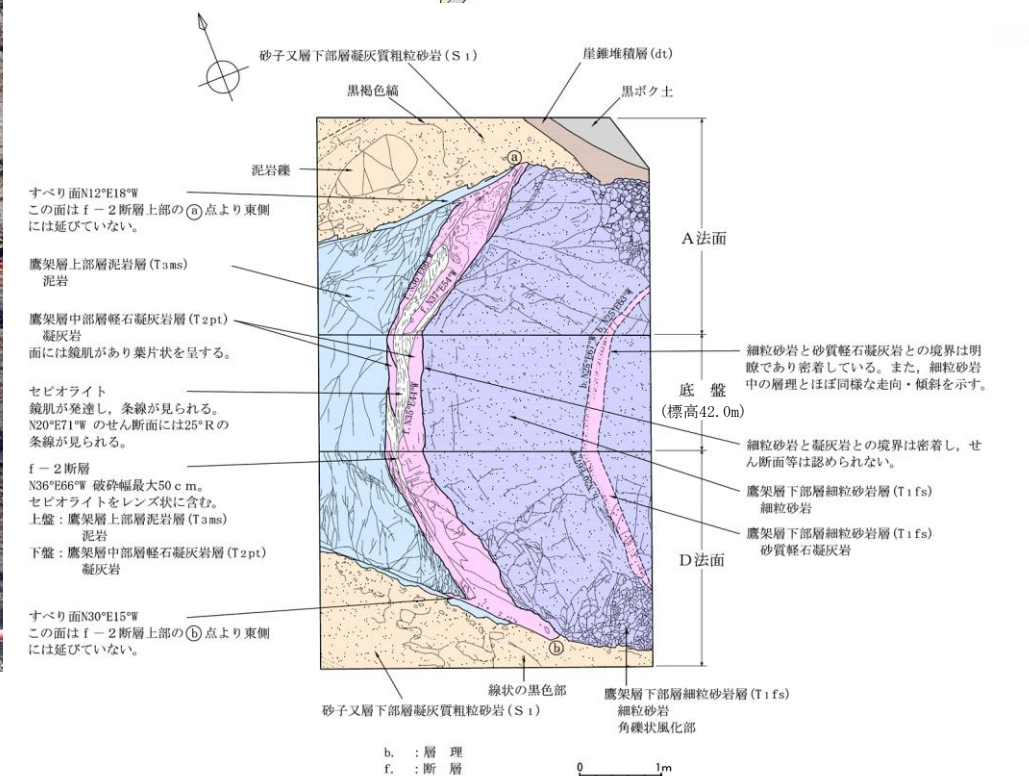 砂子又層下部層凝灰質粗粒砂岩(S1)
崖錐堆積層(dt)
黒褐色縞
黒ボク土
泥岩礫
ⓐ
すべり面N12°E18°W
この面はf－2断層上部のⓐ点より東側
には延びていない。
A法面
鷹架層上部層泥岩層(T3ms)
泥岩
f.N37°E54°W
鷹架層中部層軽石凝灰岩層(T2pt)
凝灰岩
面には鏡肌があり葉片状を呈する。
細粒砂岩と砂質軽石凝灰岩との境界は明
瞭であり密着している。また，細粒砂岩
中の層理とほぼ同様な走向・傾斜を示す。
セピオライト
鏡肌が発達し，条線が見られる。
N20°E71°W のせん断面には25°Rの
条線が見られる。
f.N35°E44°W
底 盤
(標高42.0m)
細粒砂岩と凝灰岩との境界は密着し，せ
ん断面等は認められない。
f－2断層
N36°E66°W 破砕幅最大50cm。
セピオライトをレンズ状に含む。
上盤：鷹架層上部層泥岩層(T3ms)
泥岩
下盤：鷹架層中部層軽石凝灰岩層(T2pt)
凝灰岩
鷹架層下部層細粒砂岩層(T1fs)
細粒砂岩
鷹架層下部層細粒砂岩層(T1fs)
砂質軽石凝灰岩
D法面
すべり面N30°E15°W
この面はf－2断層上部のⓑ点より東側
には延びていない。
ⓑ
線状の黒色部
砂子又層下部層凝灰質粗粒砂岩(S1)
鷹架層下部層細粒砂岩層(T1fs)
細粒砂岩
角礫状風化部
b. ：層 理
f. ：断 層
0 1m